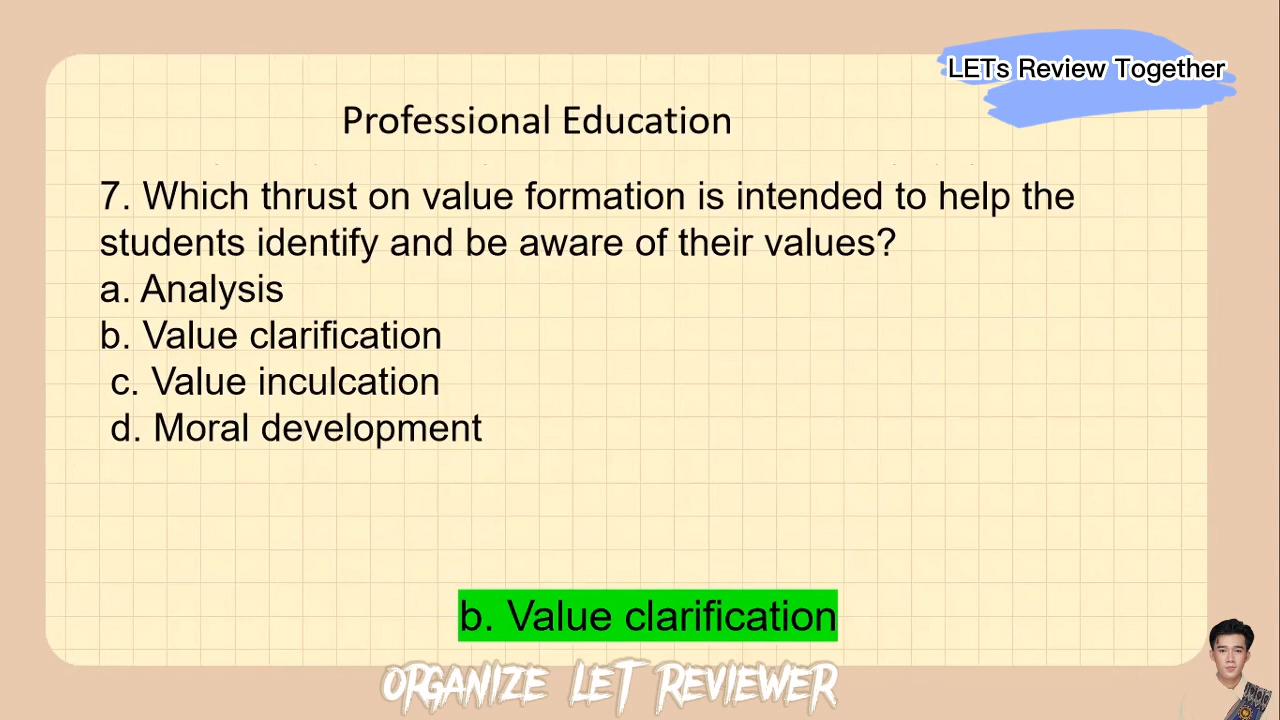 LETs Review Together
Professional Education
7. Which thrust on value formation is intended to help the
students identify and be aware of their values?
a. Analysis
b. Value clarification
c. Value inculcation
d. Moral development
b. Value clarification
ORGANIZE LET REVIEWER